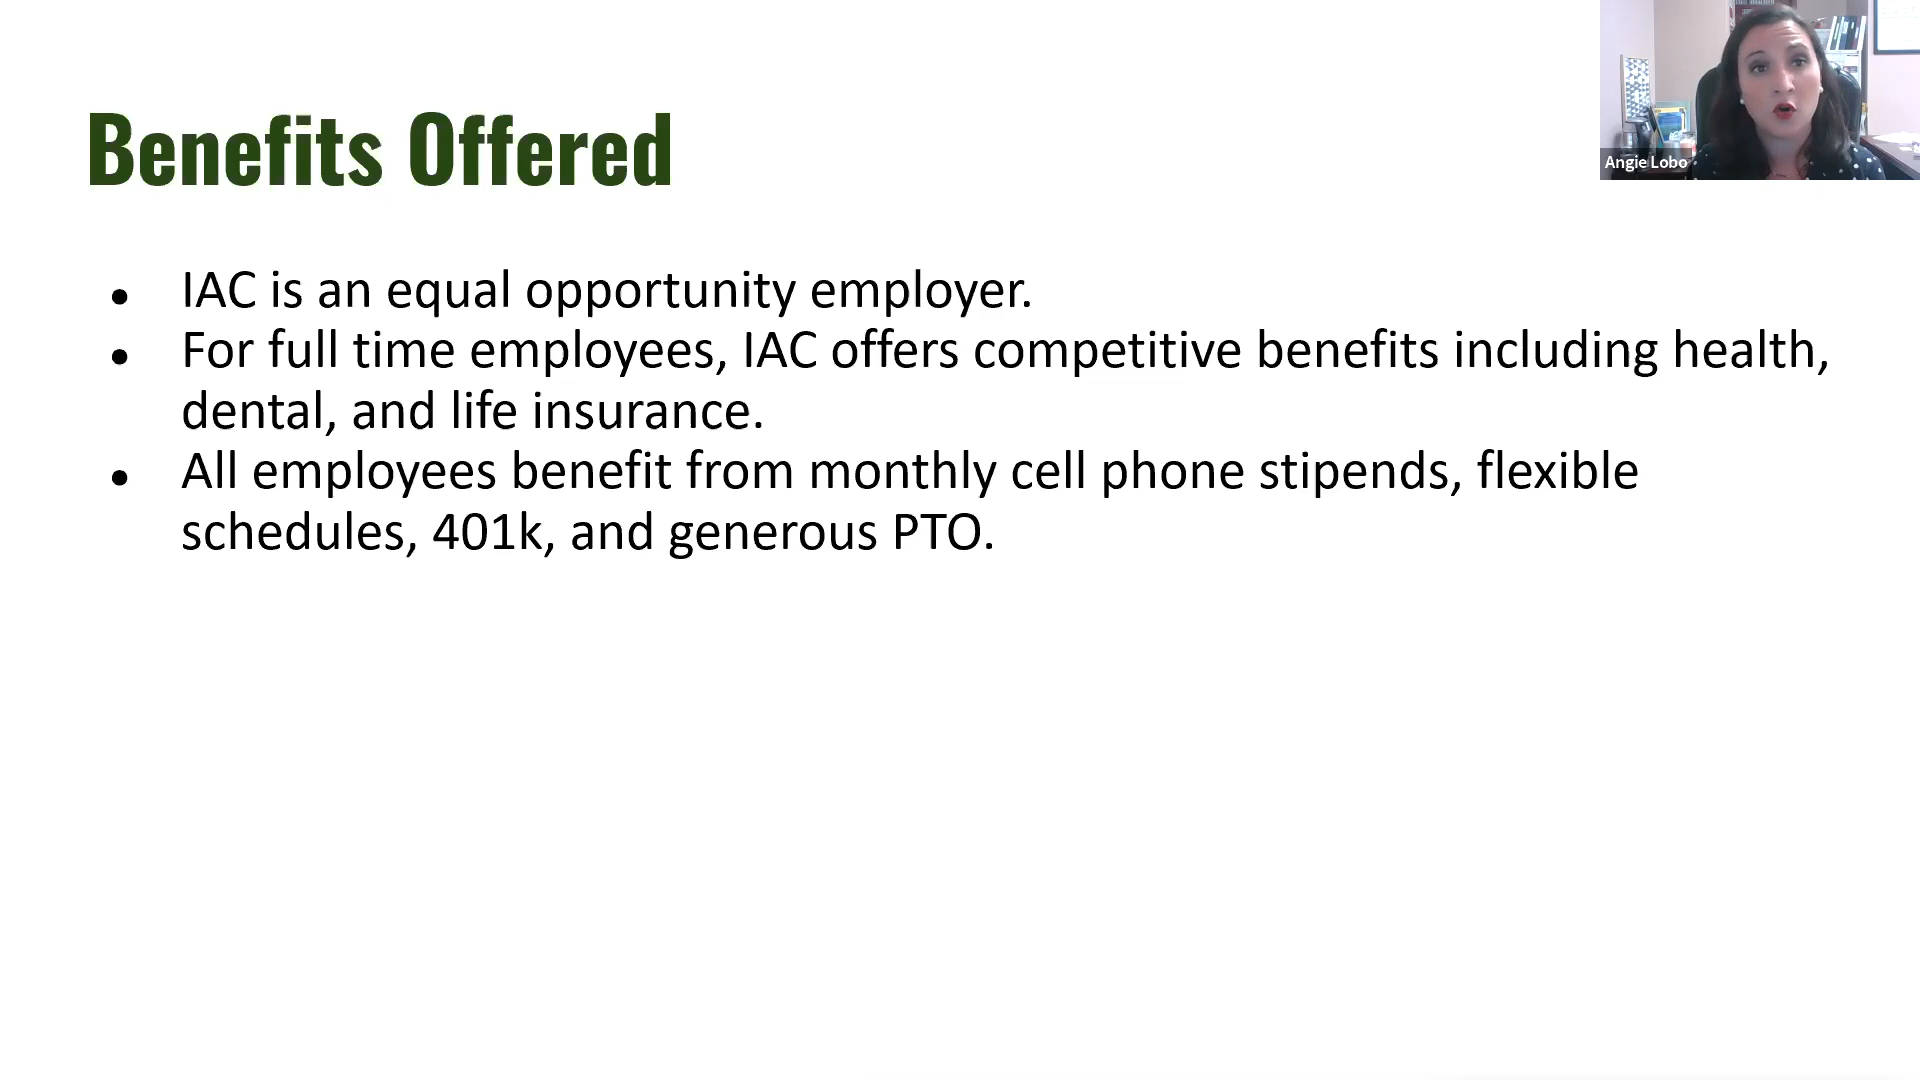 Benefits Offered
Angie Lobo
● IAC is an equal opportunity employer.
● For full time employees, IAC offers competitive benefits including health,
dental, and life insurance.
● All employees benefit from monthly cell phone stipends, flexible
schedules, 401k, and generous PTO.